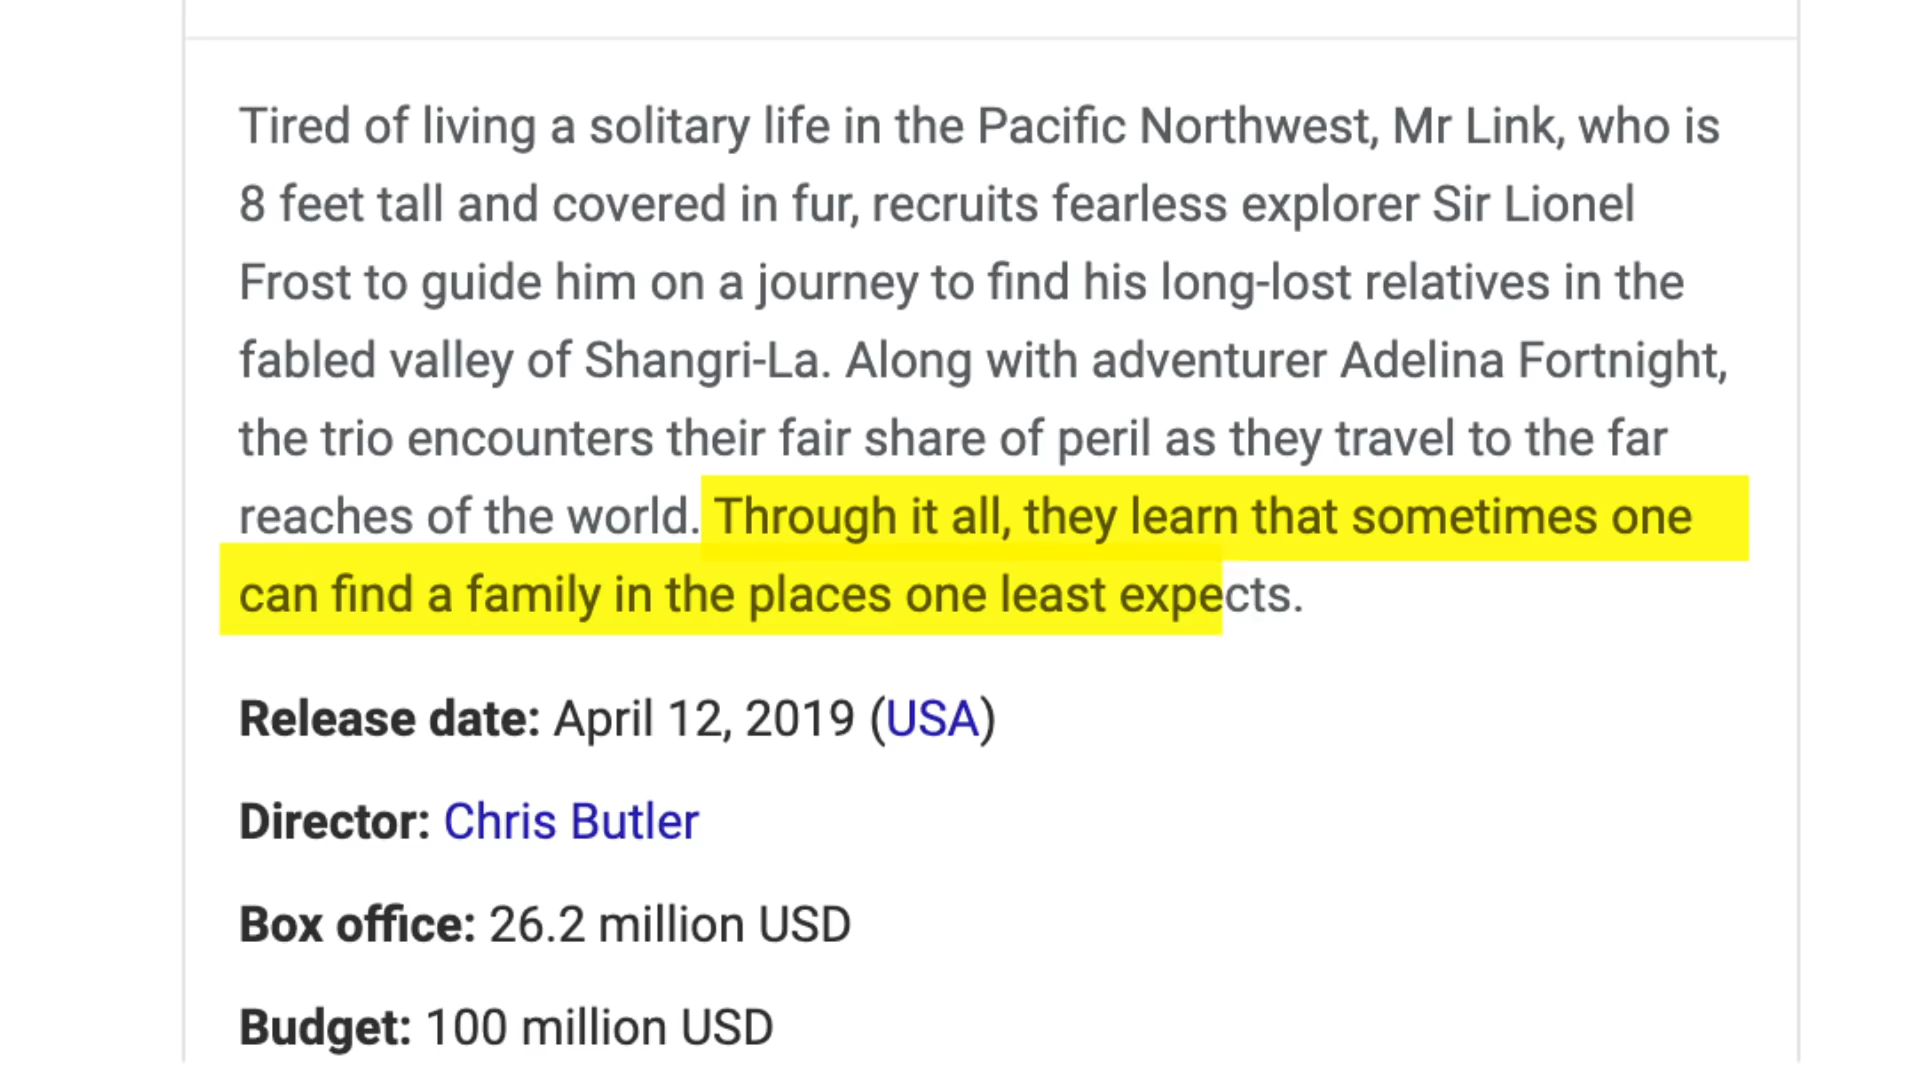 Tired of living a solitary life in the Pacific Northwest, Mr Link, who is
8 feet tall and covered in fur, recruits fearless explorer Sir Lionel
Frost to guide him on a journey to find his long-lost relatives in the
fabled valley of Shangri-La. Along with adventurer Adelina Fortnight,
the trio encounters their fair share of peril as they travel to the far
reaches of the world. Through it all, they learn that sometimes one
can find a family in the places one least expects.
Release date: April 12, 2019 (USA)
Director: Chris Butler
Box office: 26.2 million USD
Budget: 100 million USD